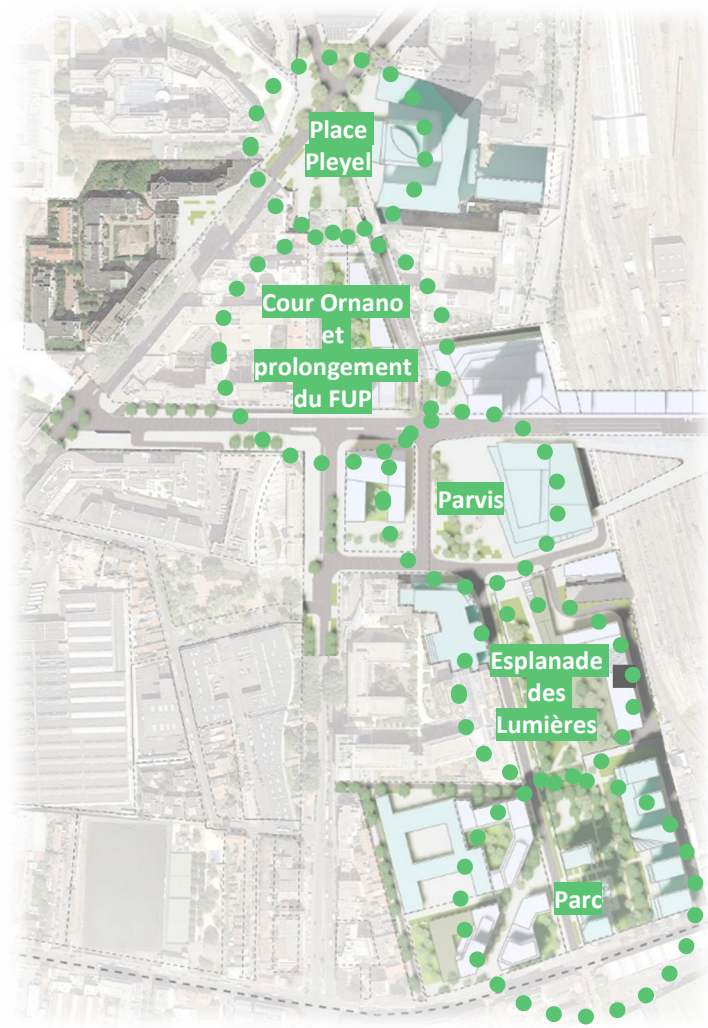 Place
Pleyel
Cour Ornano
et
prolongement
du FUP
Parvis
Esplanade
des
Lumières
Parc